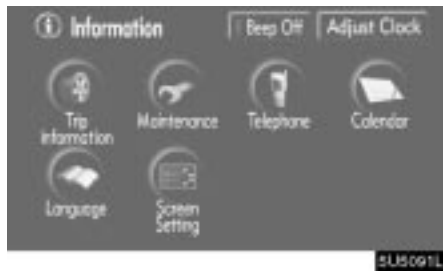 i Information
Beep Off
Adjust Clock
Trip
information
Maintenance
Telephone
Calendar
Language
Screen
Setting
5U5091L